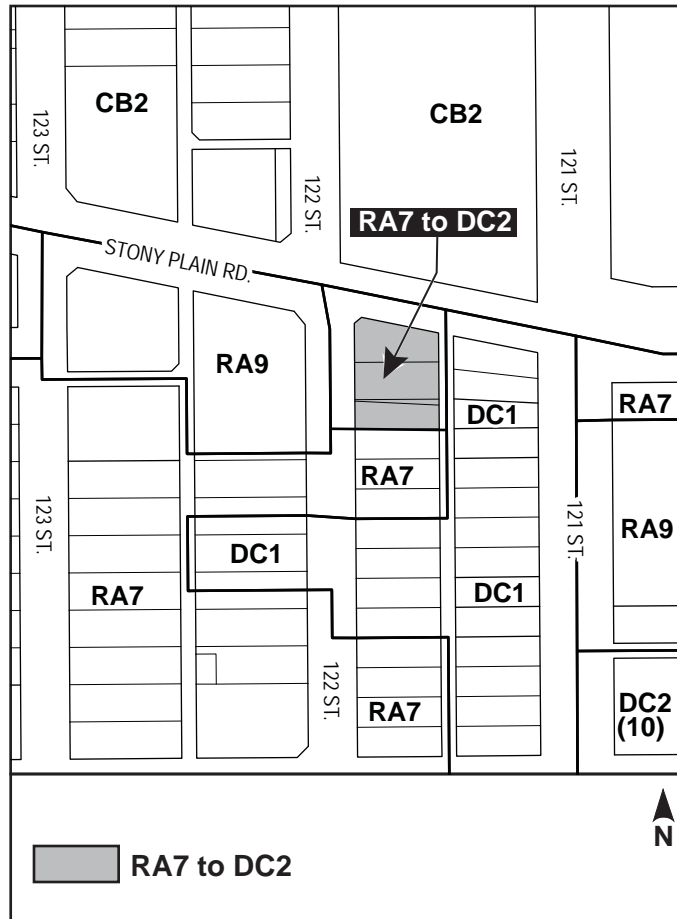 CB2
CB2
123 ST.
122 ST.
121 ST.
RA7 to DC2
STONY PLAIN RD.
RA9
DC1
RA7
RA7
123 ST.
DC1
121 ST.
RA9
RA7
DC1
122 ST.
RA7
DC2
(10)
N
RA7 to DC2